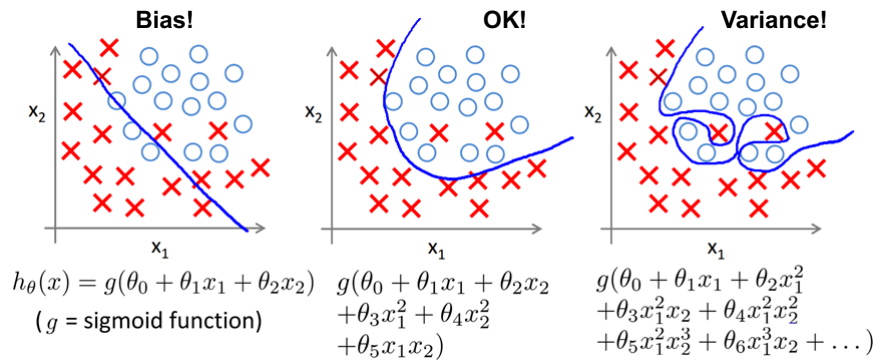 Bias!
x₂
x₁
h_θ(x) = g(θ₀ + θ₁x₁ + θ₂x₂)
( g = sigmoid function)
OK!
x₂
x₁
g(θ₀ + θ₁x₁ + θ₂x₂
+θ₃x₁² + θ₄x₂²
+θ₅x₁x₂)
Variance!
x₂
x₁
g(θ₀ + θ₁x₁ + θ₂x₁²
+θ₃x₁²x₂ + θ₄x₁²x₂²
+θ₅x₁²x₂³ + θ₆x₁³x₂ + . . . )